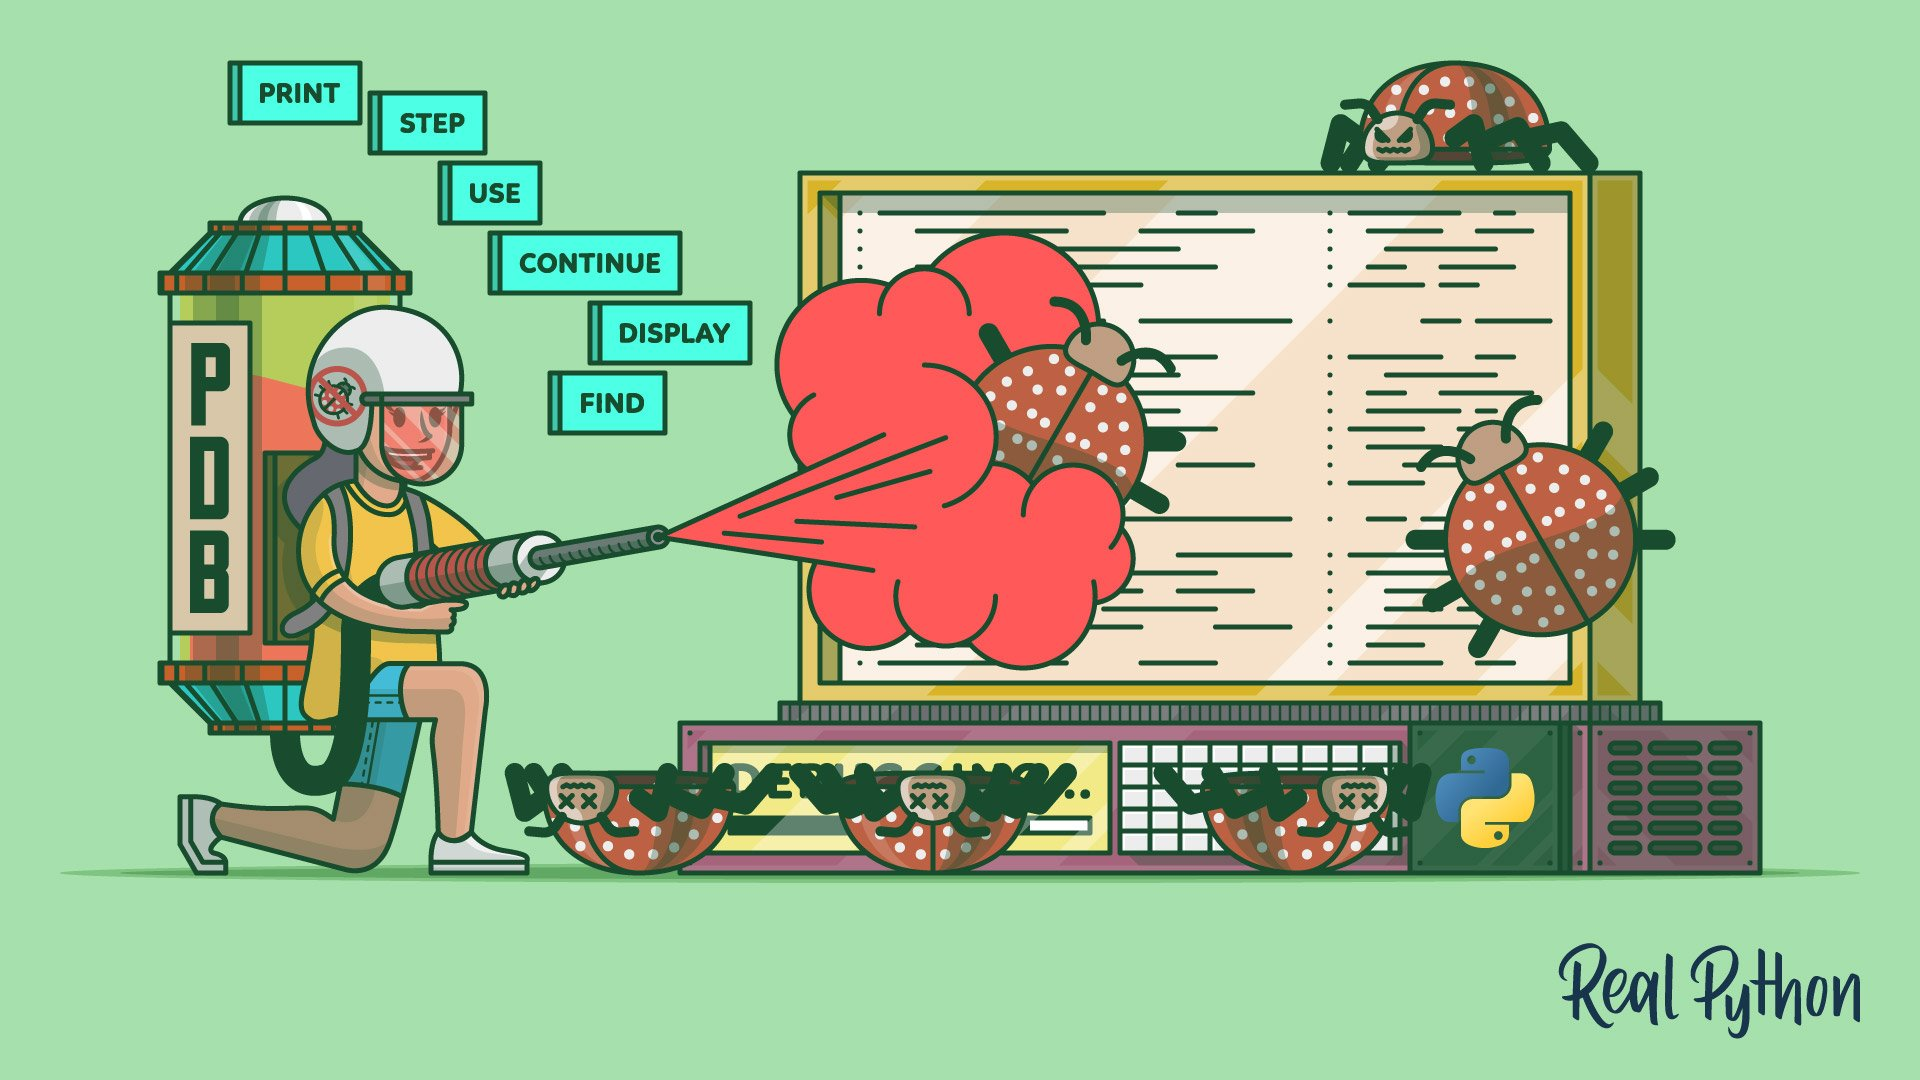 PRINT
STEP
USE
CONTINUE
DISPLAY
FIND
PDB
Real Python